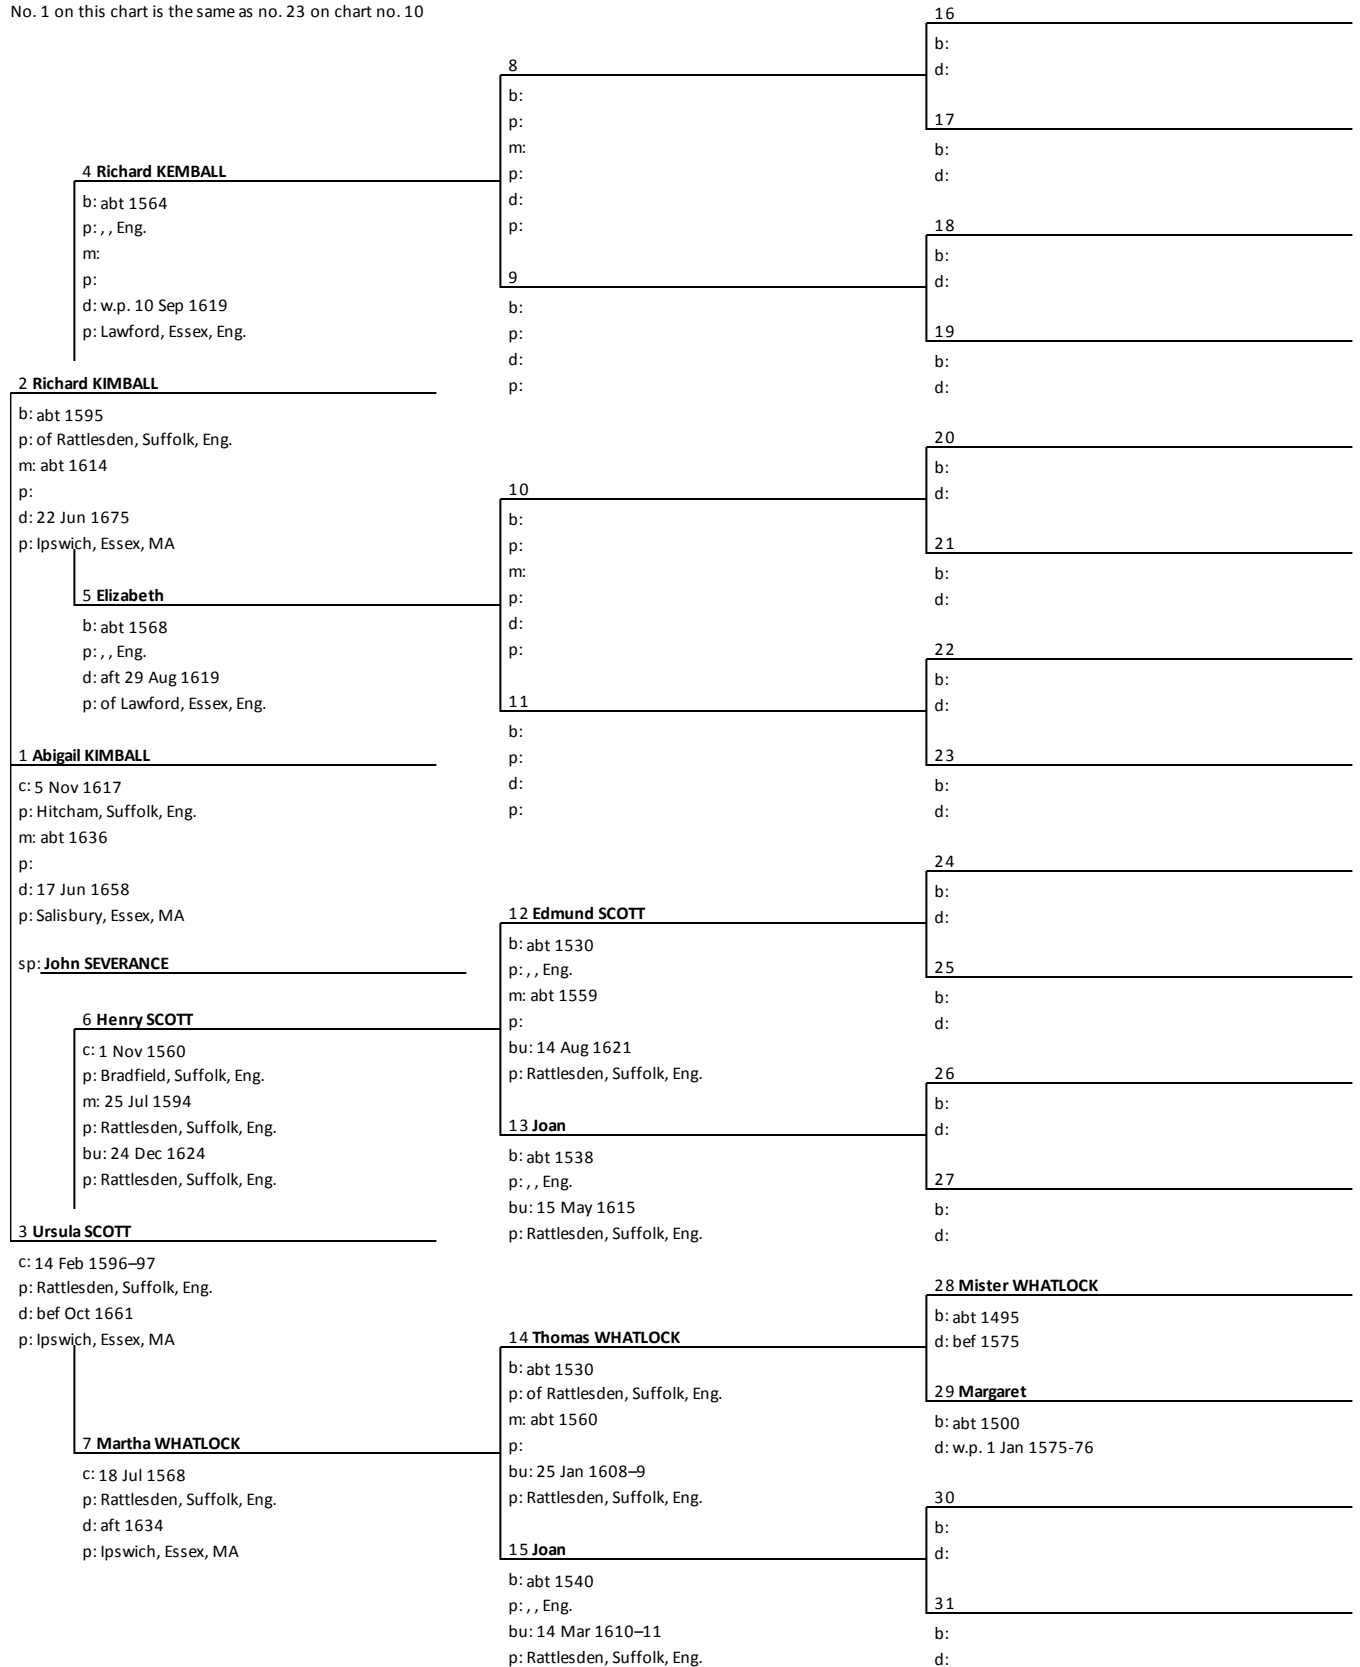 No. 1 on this chart is the same as no. 23 on chart no. 10
4 Richard KEMBALL
b: abt 1564
p: , , Eng.
m:
p:
d: w.p. 10 Sep 1619
p: Lawford, Essex, Eng.
2 Richard KIMBALL
b: abt 1595
p: of Rattlesden, Suffolk, Eng.
m: abt 1614
p:
d: 22 Jun 1675
p: Ipswich, Essex, MA
5 Elizabeth
b: abt 1568
p: , , Eng.
d: aft 29 Aug 1619
p: of Lawford, Essex, Eng.
1 Abigail KIMBALL
c: 5 Nov 1617
p: Hitcham, Suffolk, Eng.
m: abt 1636
p:
d: 17 Jun 1658
p: Salisbury, Essex, MA
sp: John SEVERANCE
6 Henry SCOTT
c: 1 Nov 1560
p: Bradfield, Suffolk, Eng.
m: 25 Jul 1594
p: Rattlesden, Suffolk, Eng.
bu: 24 Dec 1624
p: Rattlesden, Suffolk, Eng.
3 Ursula SCOTT
c: 14 Feb 1596–97
p: Rattlesden, Suffolk, Eng.
d: bef Oct 1661
p: Ipswich, Essex, MA
7 Martha WHATLOCK
c: 18 Jul 1568
p: Rattlesden, Suffolk, Eng.
d: aft 1634
p: Ipswich, Essex, MA
8
b:
p:
m:
p:
d:
p:
9
b:
p:
d:
p:
10
b:
p:
m:
p:
d:
p:
11
b:
p:
d:
p:
12 Edmund SCOTT
b: abt 1530
p: , , Eng.
m: abt 1559
p:
bu: 14 Aug 1621
p: Rattlesden, Suffolk, Eng.
13 Joan
b: abt 1538
p: , , Eng.
bu: 15 May 1615
p: Rattlesden, Suffolk, Eng.
14 Thomas WHATLOCK
b: abt 1530
p: of Rattlesden, Suffolk, Eng.
m: abt 1560
p:
bu: 25 Jan 1608–9
p: Rattlesden, Suffolk, Eng.
15 Joan
b: abt 1540
p: , , Eng.
bu: 14 Mar 1610–11
p: Rattlesden, Suffolk, Eng.
16
b:
d:
17
b:
d:
18
b:
d:
19
b:
d:
20
b:
d:
21
b:
d:
22
b:
d:
23
b:
d:
24
b:
d:
25
b:
d:
26
b:
d:
27
b:
d:
28 Mister WHATLOCK
b: abt 1495
d: bef 1575
29 Margaret
b: abt 1500
d: w.p. 1 Jan 1575-76
30
b:
d:
31
b:
d: